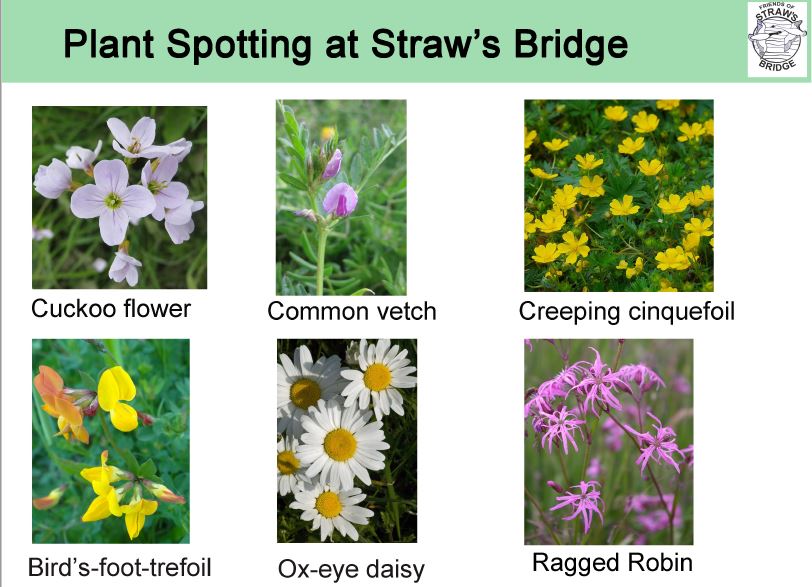 Plant Spotting at Straw's Bridge
FRIENDS OF
STRAW'S
BRIDGE
Cuckoo flower
Common vetch
Creeping cinquefoil
Bird's-foot-trefoil
Ox-eye daisy
Ragged Robin